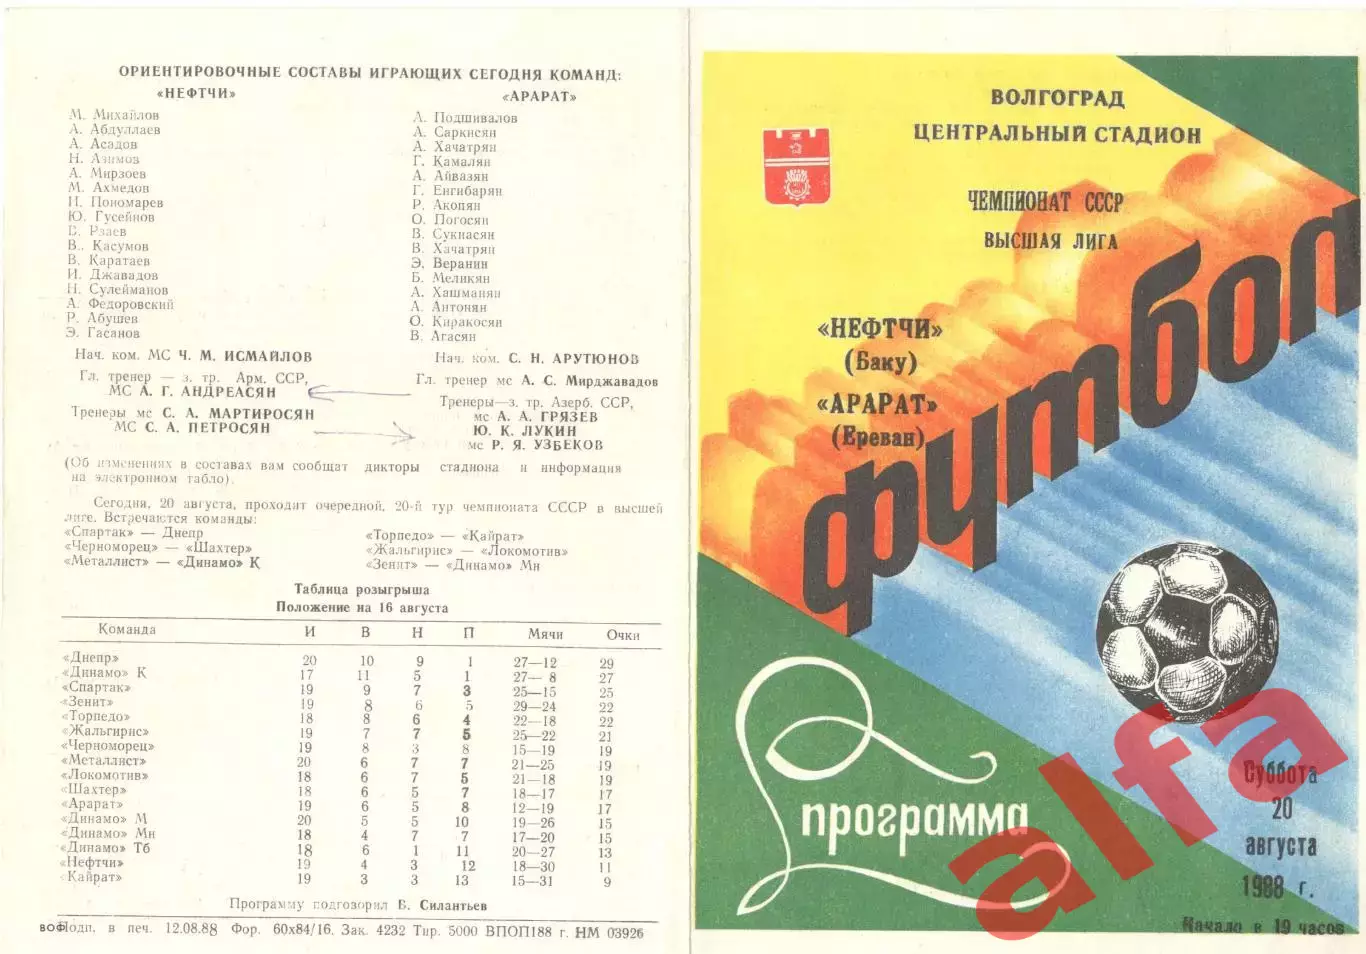 ОРИЕНТИРОВОЧНЫЕ СОСТАВЫ ИГРАЮЩИХ СЕГОДНЯ КОМАНД:
«НЕФТЧИ»
М. Михайлов
А. Абдуллаев
А. Асадов
Н. Азимов
А. Мирзоев
М. Ахмедов
И. Пономарев
Ю. Гусейнов
В. Рзаев
В. Касумов
В. Каратаев
И. Джавадов
Н. Сулейманов
А. Федоровский
Р. Абушев
Э. Гасанов
Нач. ком. МС Ч. М. ИСМАЙЛОВ
Гл. тренер — з. тр. Арм. ССР,
МС А. Г. АНДРЕАСЯН
Тренеры мс С. А. МАРТИРОСЯН
МС С. А. ПЕТРОСЯН
«АРАРАТ»
А. Подшивалов
А. Саркисян
А. Хачатрян
Г. Камалян
А. Айвазян
Г. Енгибарян
Р. Акопян
О. Погосян
В. Сукиасян
В. Хачатрян
Э. Веранин
Б. Меликян
А. Хашманян
А. Антонян
О. Киракосян
В. Агасян
Нач. ком. С. Н. АРУТЮНОВ
Гл. тренер мс А. С. Мирджавадов
Тренеры—з. тр. Азерб. ССР,
мс А. А. ГРЯЗЕВ
Ю. К. ЛУКИН
мс Р. Я. УЗБЕКОВ
(Об изменениях в составах вам сообщат дикторы стадиона и информация
на электронном табло).
Сегодня, 20 августа, проходит очередной, 20-й тур чемпионата СССР в высшей
лиге. Встречаются команды:
«Спартак» — Днепр
«Черноморец» — «Шахтер»
«Металлист» — «Динамо» К
«Торпедо» — «Кайрат»
«Жальгирис» — «Локомотив»
«Зенит» — «Динамо» Мн
Таблица розыгрыша
Положение на 16 августа
Команда И В Н П Мячи Очки
«Днепр» 20 10 9 1 27—12 29
«Динамо» К 17 11 5 1 27— 8 27
«Спартак» 19 9 7 3 25—15 25
«Зенит» 19 8 6 5 29—24 22
«Торпедо» 18 8 6 4 22—18 22
«Жальгирис» 19 7 7 5 25—22 21
«Черноморец» 19 8 3 8 15—19 19
«Металлист» 20 6 7 7 21—25 19
«Локомотив» 18 6 7 5 21—18 19
«Шахтер» 18 6 5 7 18—17 17
«Арарат» 19 6 5 8 12—19 17
«Динамо» М 20 5 5 10 19—26 15
«Динамо» Мн 18 4 7 7 17—20 15
«Динамо» Тб 18 6 1 11 20—27 13
«Нефтчи» 19 4 3 12 18—30 11
«Кайрат» 19 3 3 13 15—31 9
Программу подготовил В. Силантьев
ВОФ Подп. в печ. 12.08.88 Фор. 60х84/16. Зак. 4232 Тир. 5000 ВПОП188 г. НМ 03926
ВОЛГОГРАД
ЦЕНТРАЛЬНЫЙ СТАДИОН
ЧЕМПИОНАТ СССР
ВЫСШАЯ ЛИГА
«НЕФТЧИ»
(Баку)
«АРАРАТ»
(Ереван)
футбол
программа
Суббота
20
августа
1988 г.
Начало в 19 часов
alfa